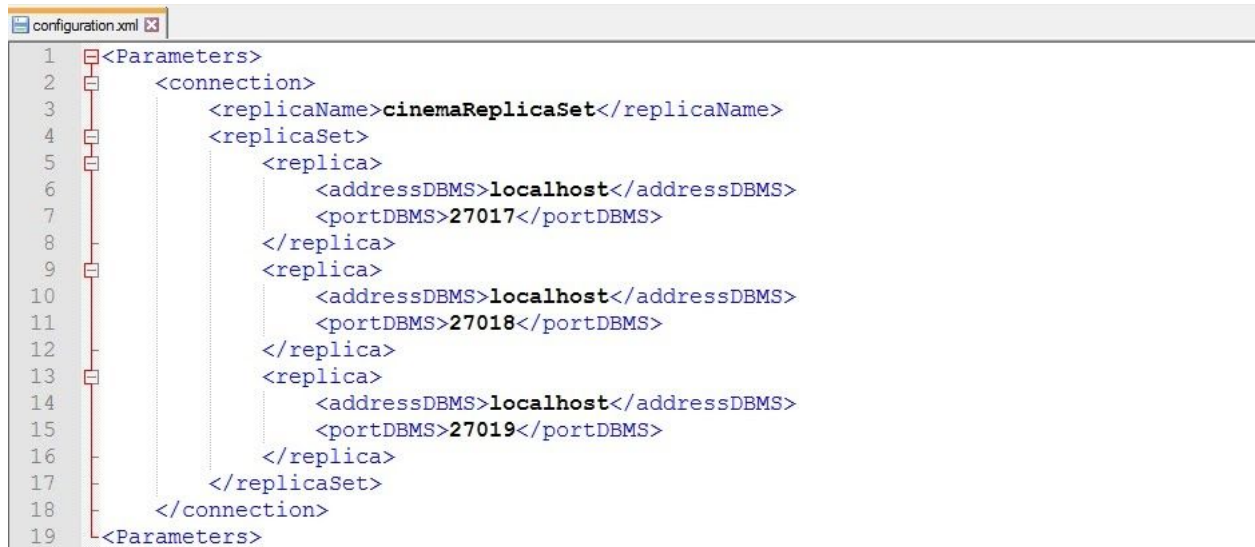 configuration.xml
1 <Parameters>
2 <connection>
3 <replicaName>cinemaReplicaSet</replicaName>
4 <replicaSet>
5 <replica>
6 <addressDBMS>localhost</addressDBMS>
7 <portDBMS>27017</portDBMS>
8 </replica>
9 <replica>
10 <addressDBMS>localhost</addressDBMS>
11 <portDBMS>27018</portDBMS>
12 </replica>
13 <replica>
14 <addressDBMS>localhost</addressDBMS>
15 <portDBMS>27019</portDBMS>
16 </replica>
17 </replicaSet>
18 </connection>
19 <Parameters>